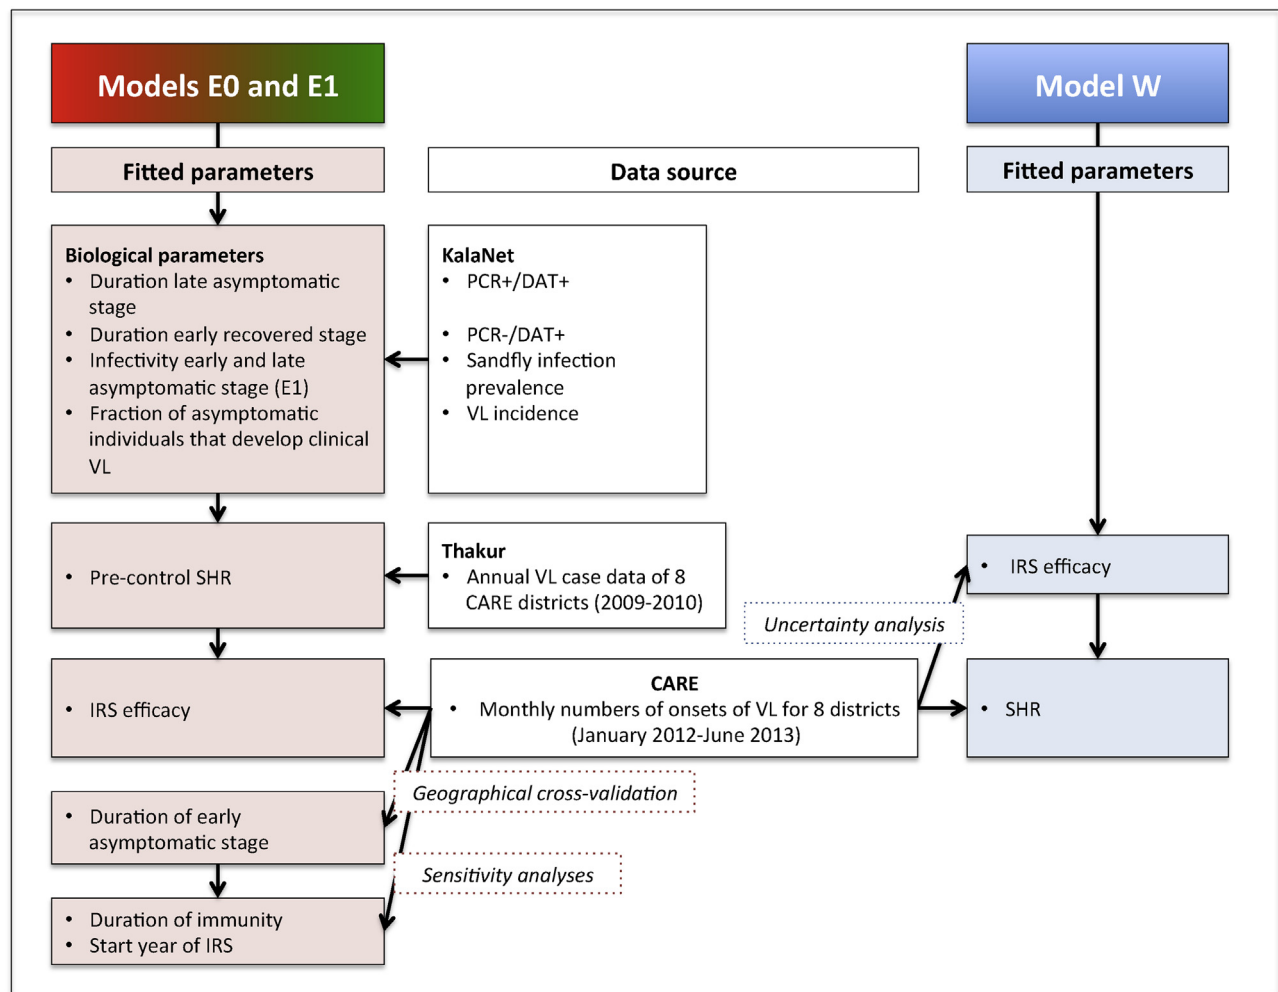 Models E0 and E1
Model W
Fitted parameters
Data source
Fitted parameters
Biological parameters
• Duration late asymptomatic
stage
• Duration early recovered stage
• Infectivity early and late
asymptomatic stage (E1)
• Fraction of asymptomatic
individuals that develop clinical
VL
KalaNet
• PCR+/DAT+
• PCR-/DAT+
• Sandfly infection
prevalence
• VL incidence
• Pre-control SHR
Thakur
• Annual VL case data of 8
CARE districts (2009-2010)
• IRS efficacy
Uncertainty analysis
• IRS efficacy
CARE
• Monthly numbers of onsets of VL for 8 districts
(January 2012-June 2013)
• SHR
Geographical cross-validation
• Duration of early
asymptomatic stage
Sensitivity analyses
• Duration of immunity
• Start year of IRS